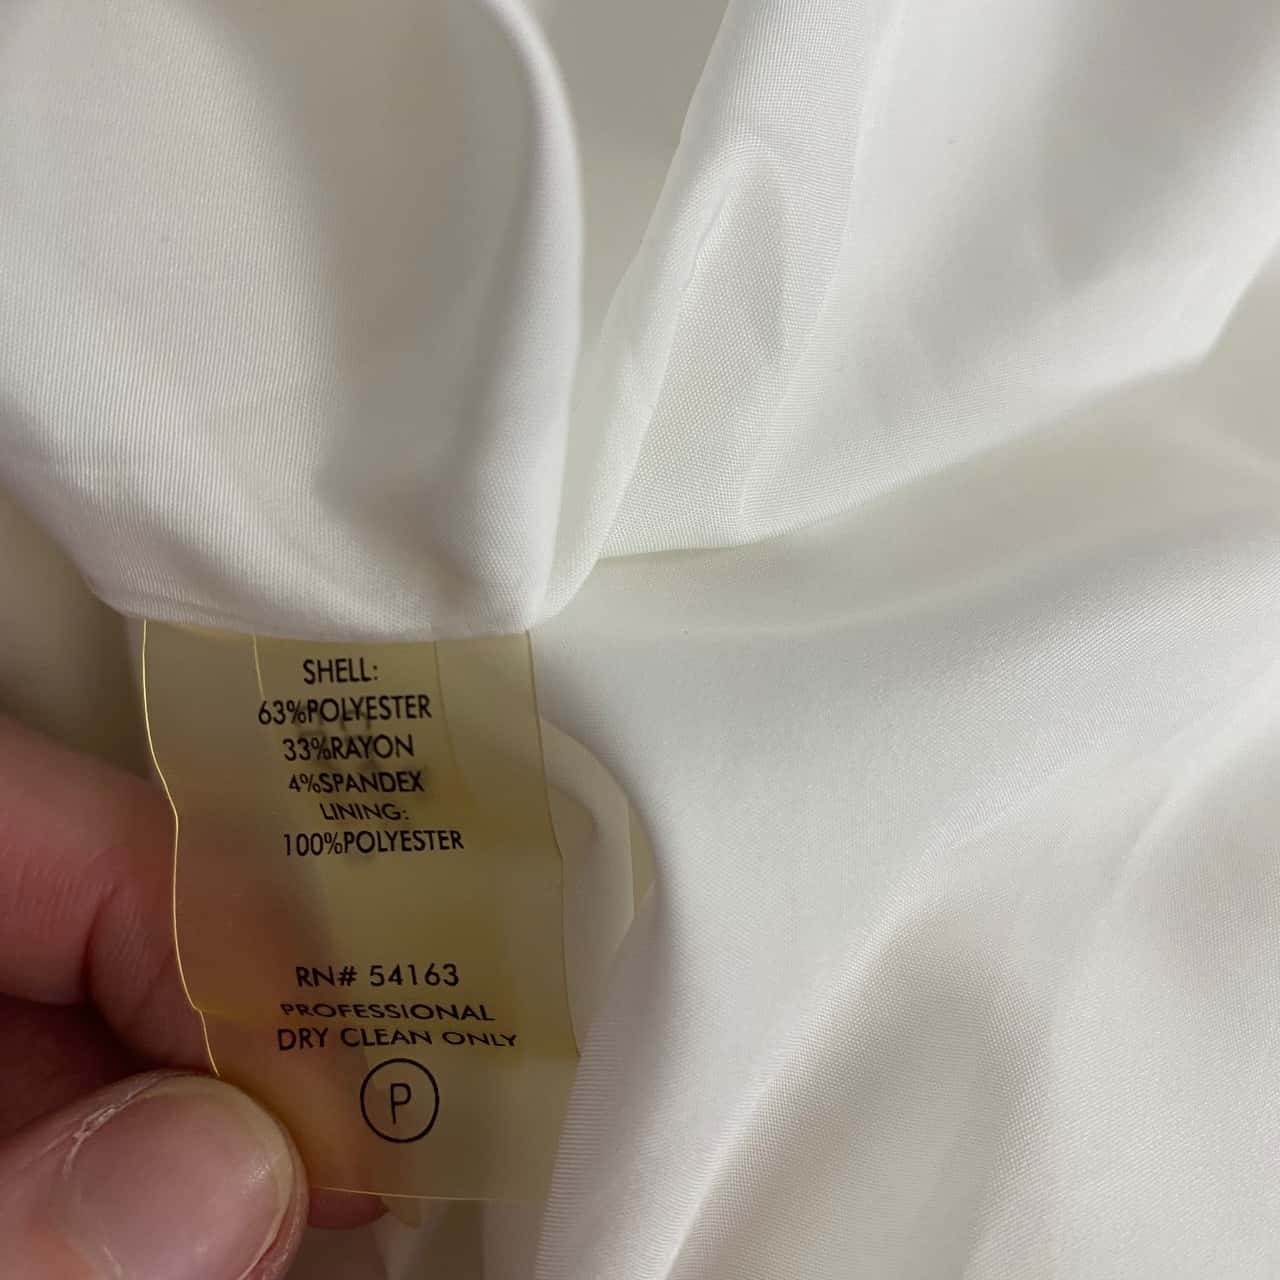 SHELL:
63%POLYESTER
33%RAYON
4%SPANDEX
LINING:
100%POLYESTER
RN# 54163
PROFESSIONAL
DRY CLEAN ONLY
P